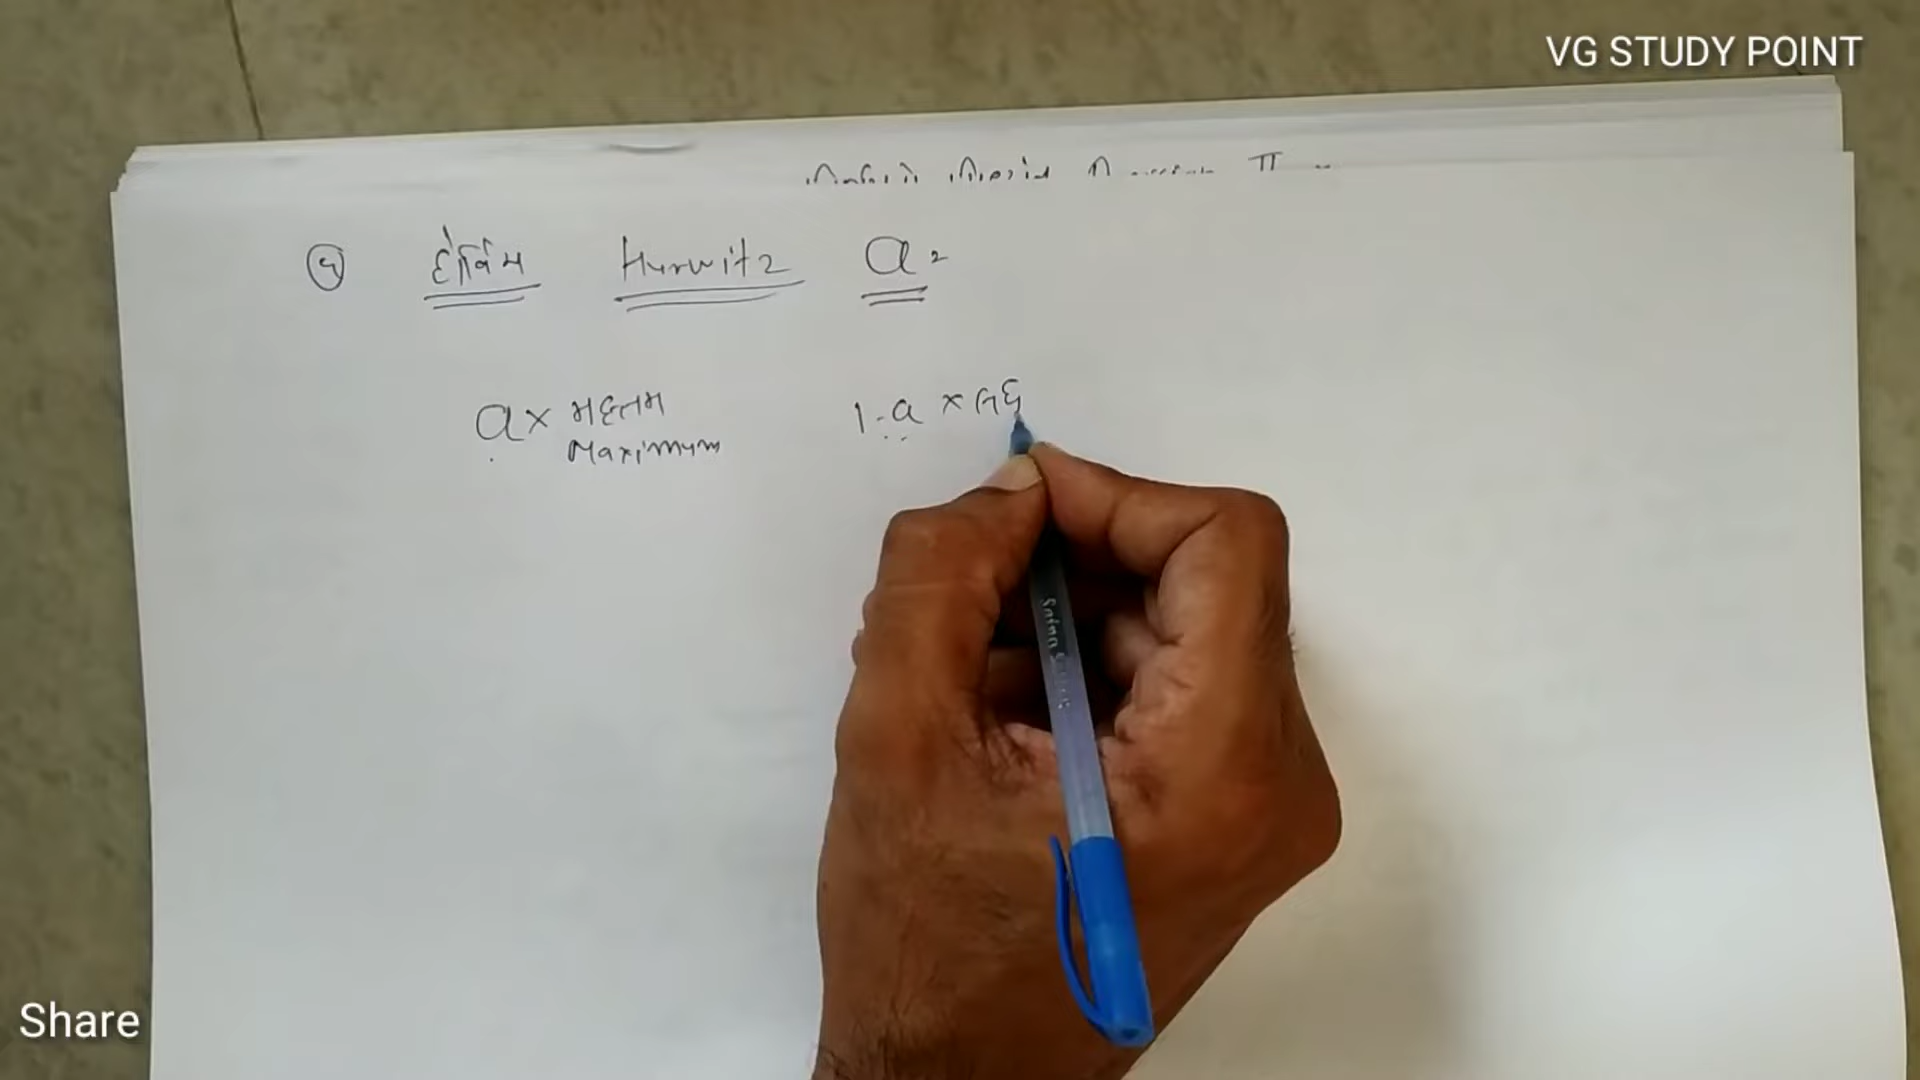 VG STUDY POINT
હર્વિચ Hurwitz a =
a x મહત્તમ 1-a x લઘુ
Maximum
Share